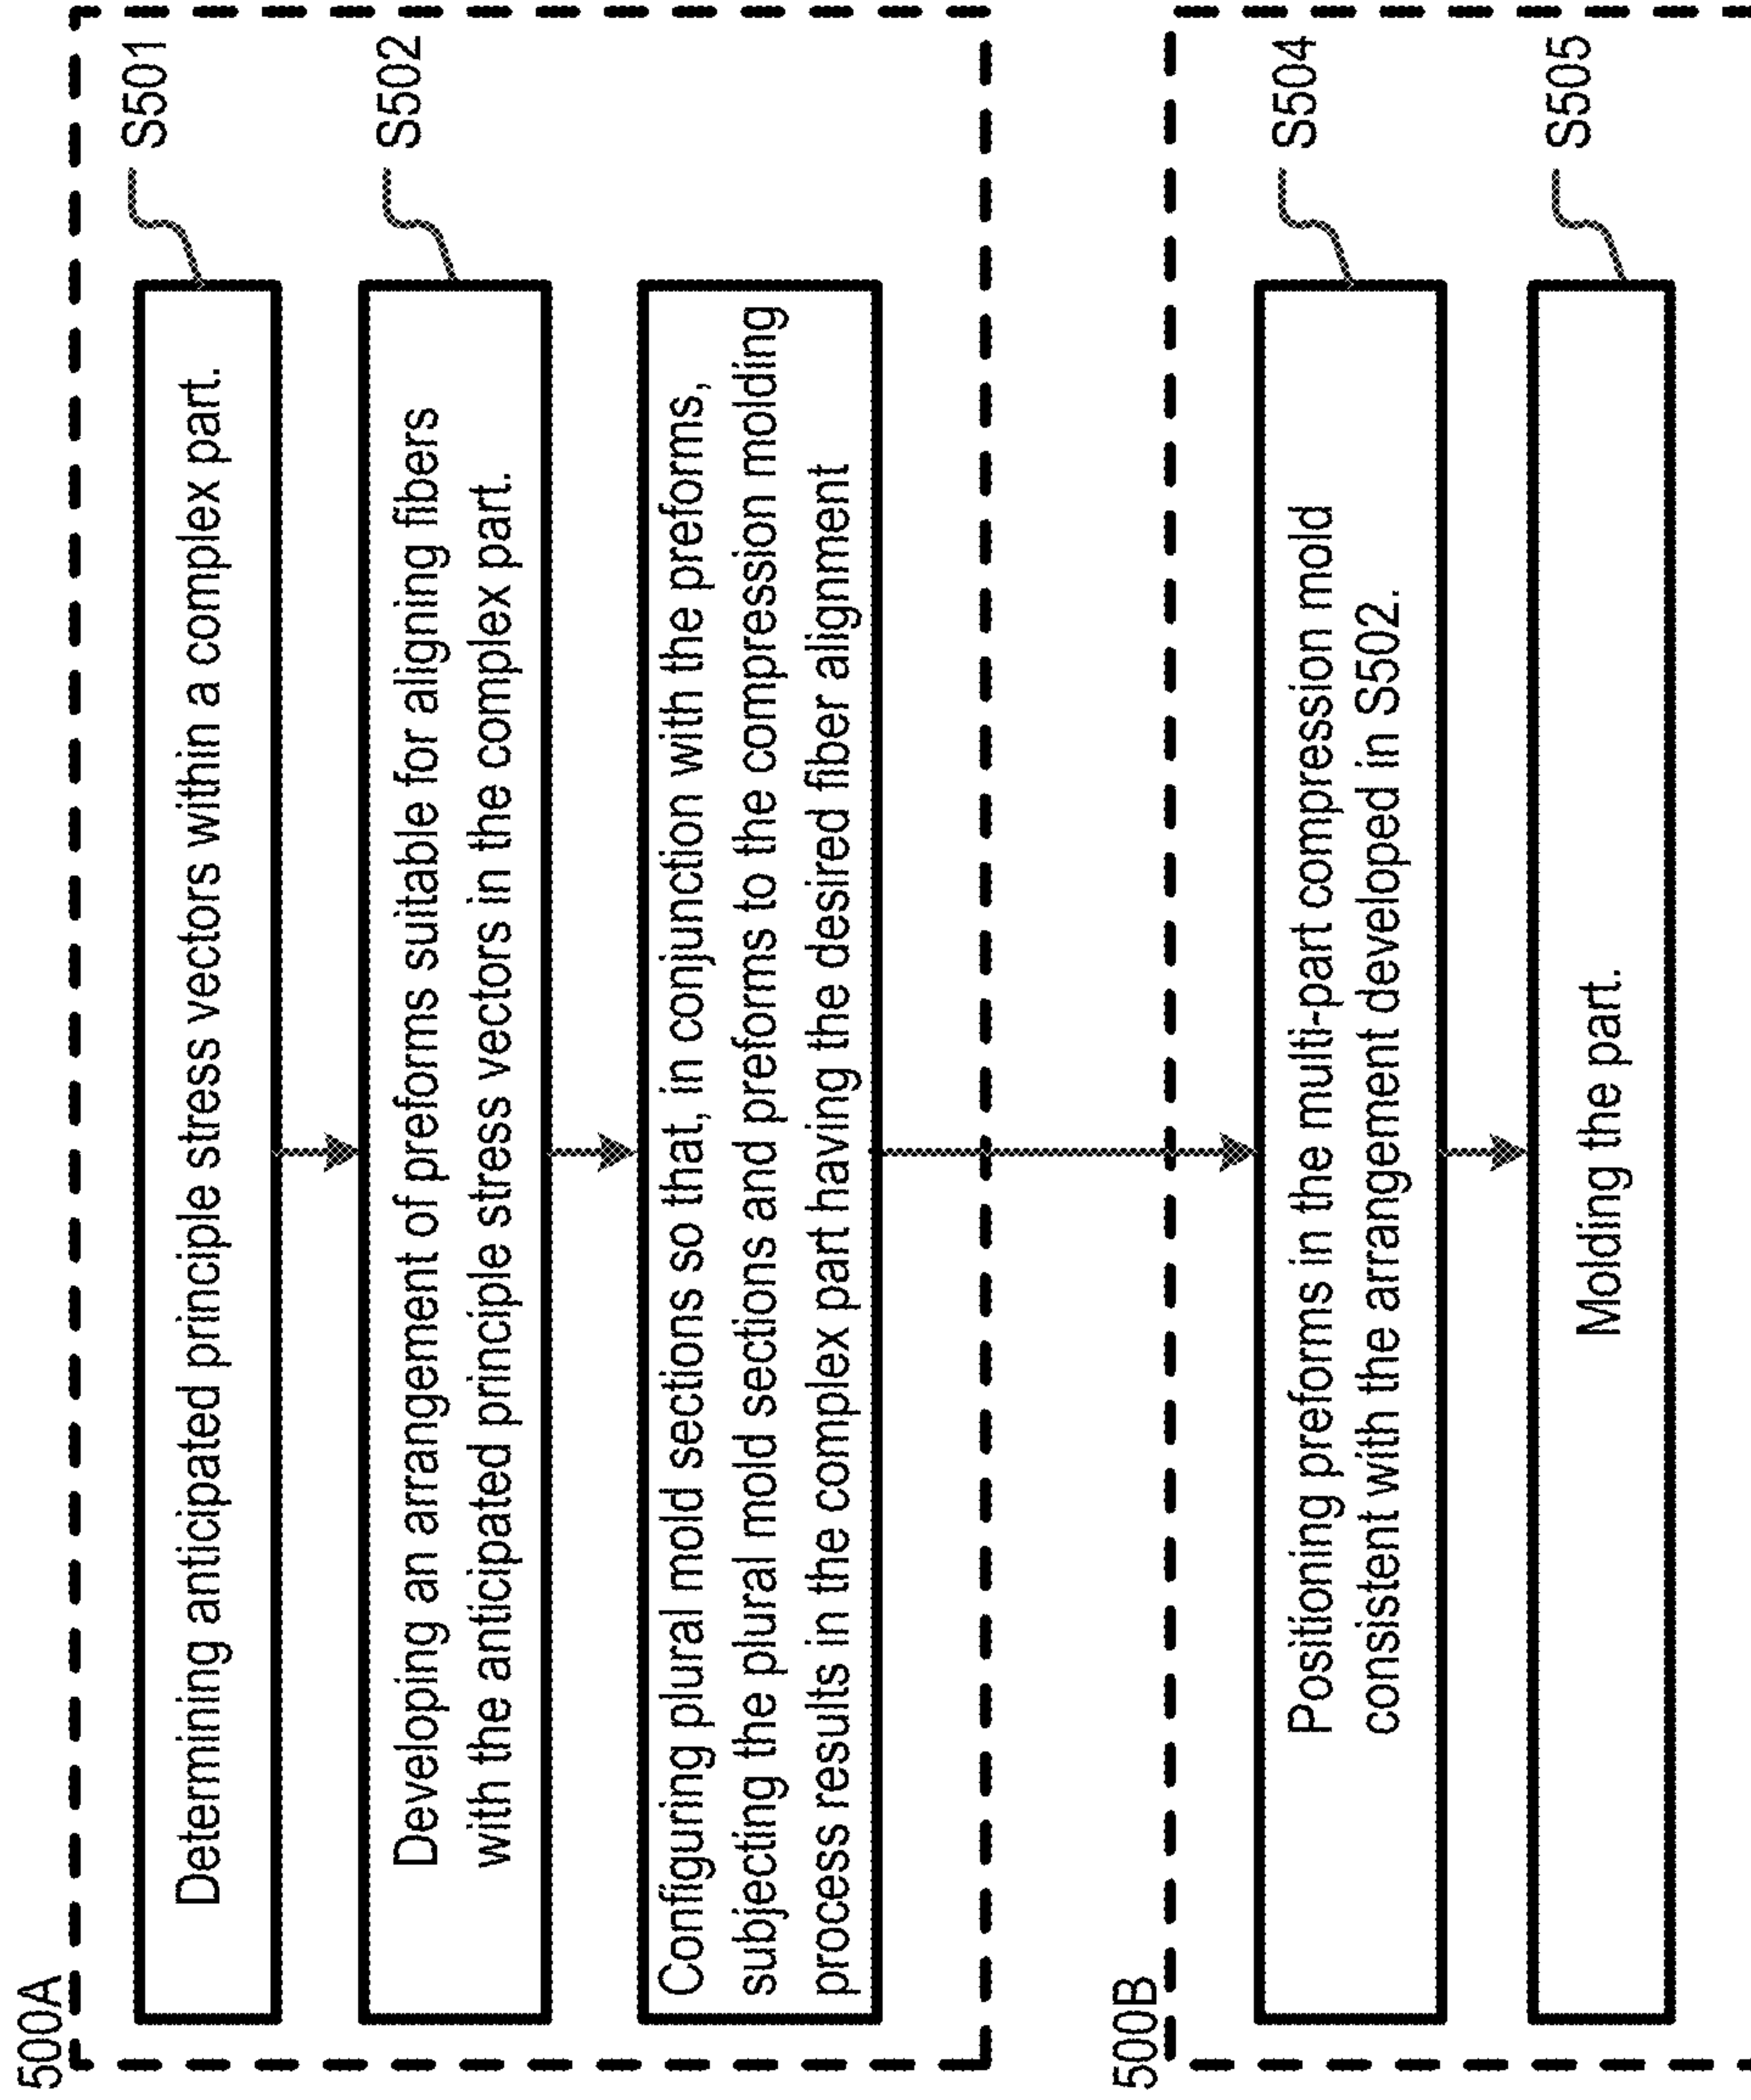 500A
S501
Determining anticipated principle stress vectors within a complex part.
S502
Developing an arrangement of preforms suitable for aligning fibers
with the anticipated principle stress vectors in the complex part.
Configuring plural mold sections so that, in conjunction with the preforms,
subjecting the plural mold sections and preforms to the compression molding
process results in the complex part having the desired fiber alignment
500B
S504
Positioning preforms in the multi-part compression mold
consistent with the arrangement developed in S502.
S505
Molding the part.